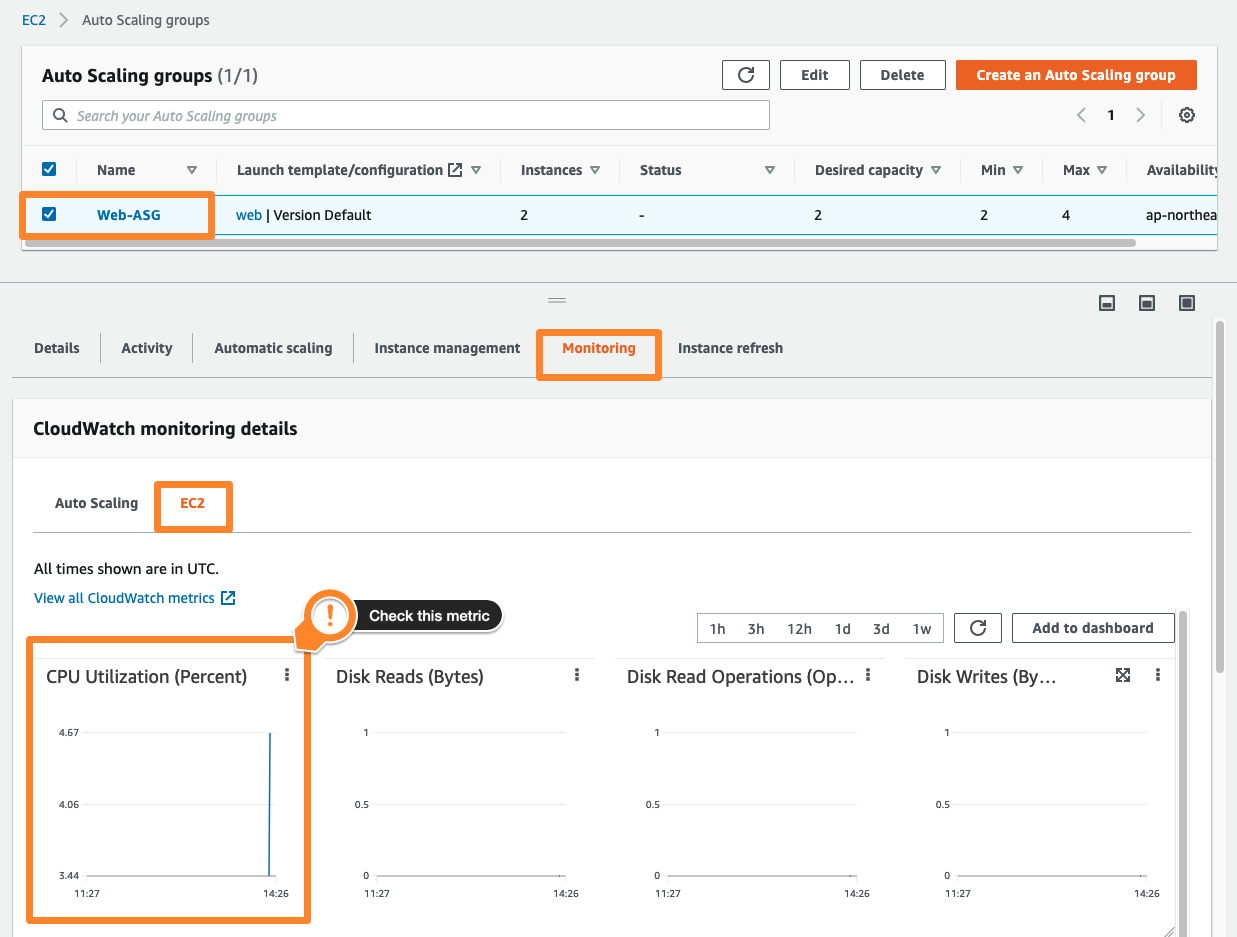 EC2 > Auto Scaling groups
Auto Scaling groups (1/1)
Edit
Delete
Create an Auto Scaling group
Search your Auto Scaling groups
1
Name
Launch template/configuration
Instances
Status
Desired capacity
Min
Max
Availability
Web-ASG
web | Version Default
2
-
2
2
4
ap-northea
Details
Activity
Automatic scaling
Instance management
Monitoring
Instance refresh
CloudWatch monitoring details
Auto Scaling
EC2
All times shown are in UTC.
View all CloudWatch metrics
!
Check this metric
1h 3h 12h 1d 3d 1w
Add to dashboard
CPU Utilization (Percent)
4.67
4.06
3.44
11:27 14:26
Disk Reads (Bytes)
1
0.5
0
11:27 14:26
Disk Read Operations (Op...
1
0.5
0
11:27 14:26
Disk Writes (By...
1
0.5
0
11:27 14:26